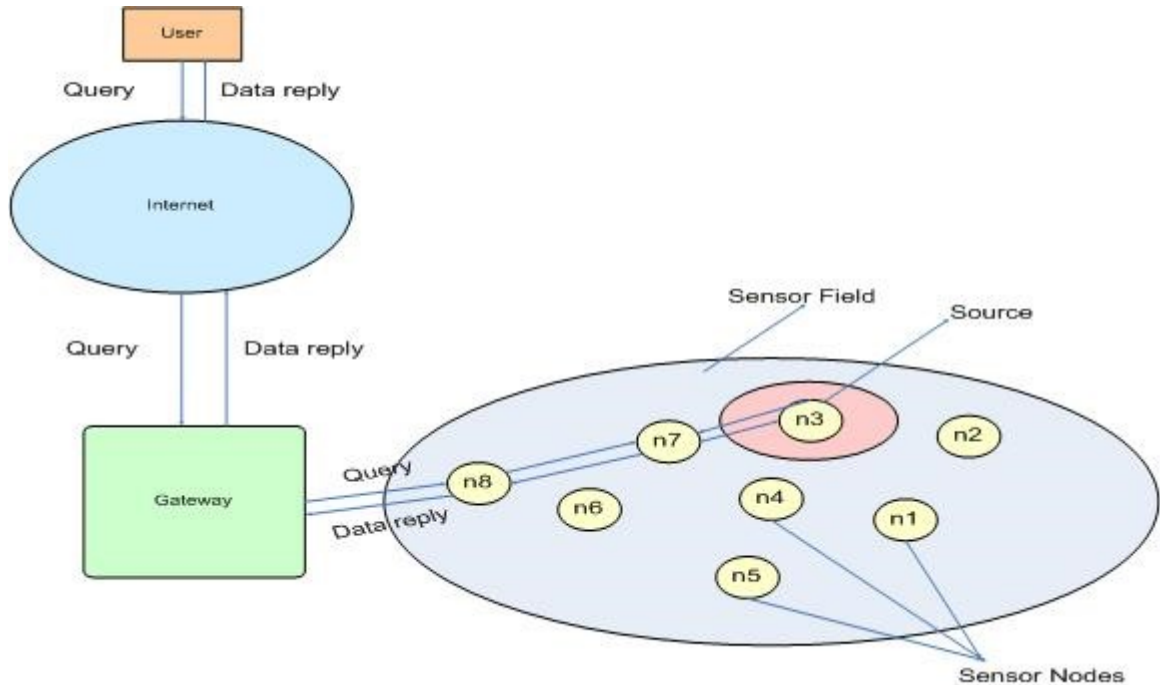 User
Query
Data reply
Internet
Sensor Field
Source
Query
Data reply
n3
n7
n2
Query
n8
Gateway
n4
n6
n1
Data reply
n5
Sensor Nodes